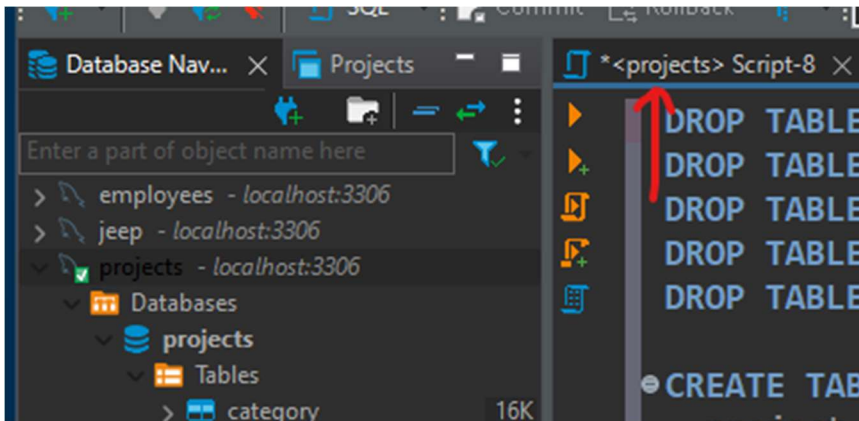 SQL Commit Rollback
Database Nav... Projects
*<projects> Script-8
Enter a part of object name here
employees - localhost:3306
jeep - localhost:3306
projects - localhost:3306
Databases
projects
Tables
category 16K
DROP TABLE
DROP TABLE
DROP TABLE
DROP TABLE
DROP TABLE
CREATE TAB